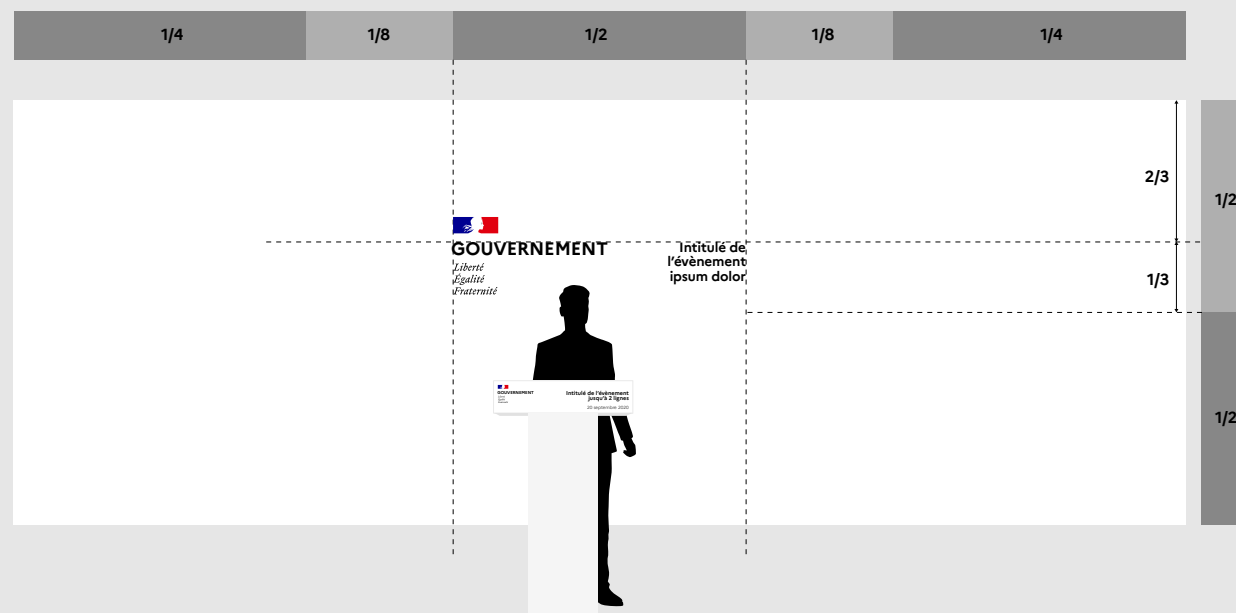 1/4 1/8 1/2 1/8 1/4
2/3
1/2
GOUVERNEMENT
Liberté
Égalité
Fraternité
Intitulé de
l'évènement
ipsum dolor
1/3
GOUVERNEMENT
Intitulé de l'évènement
jusqu'à 2 lignes
20 septembre 2020
1/2